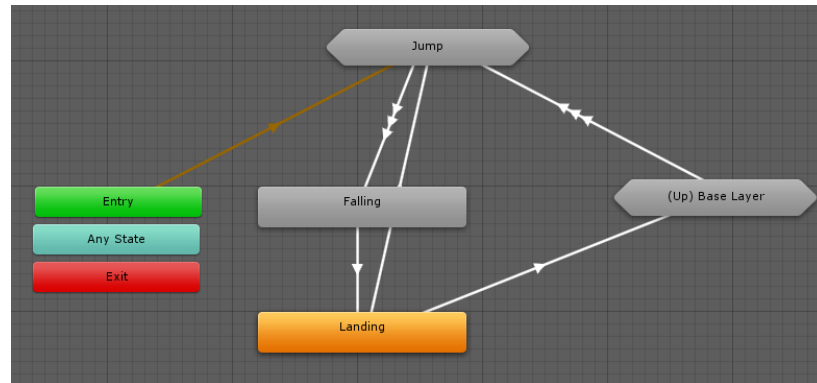 Jump
Entry
Falling
(Up) Base Layer
Any State
Exit
Landing